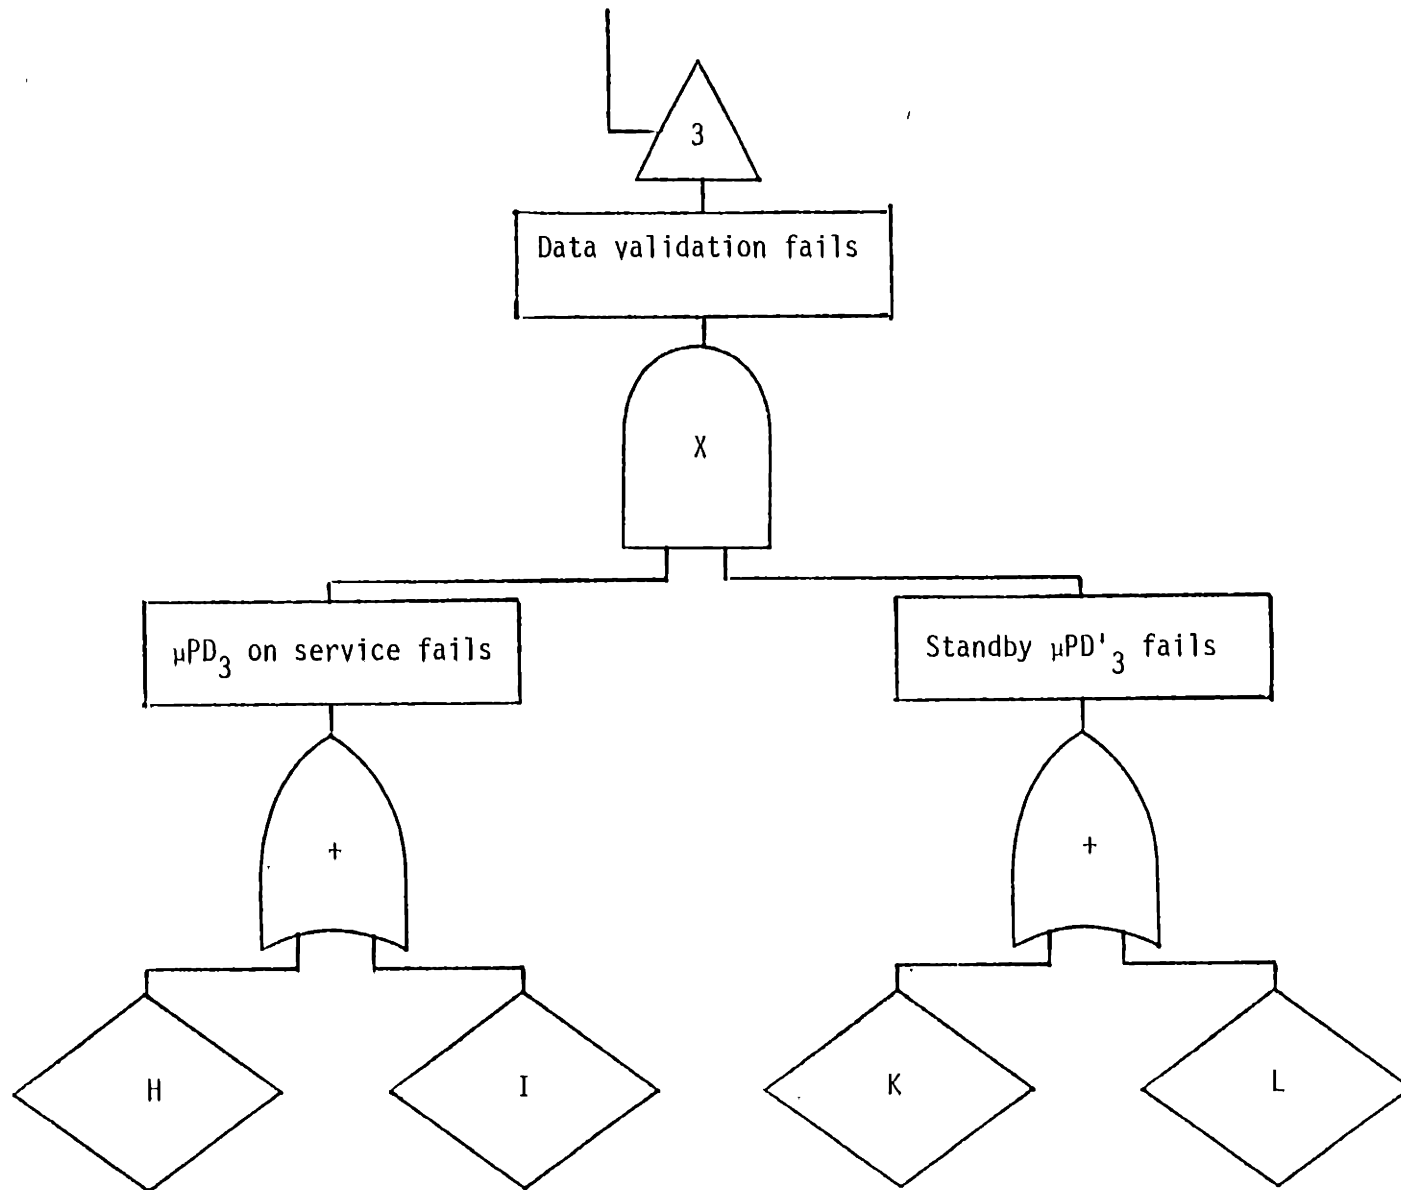 3
Data validation fails
X
μPD₃ on service fails
Standby μPD'₃ fails
+
+
H
I
K
L